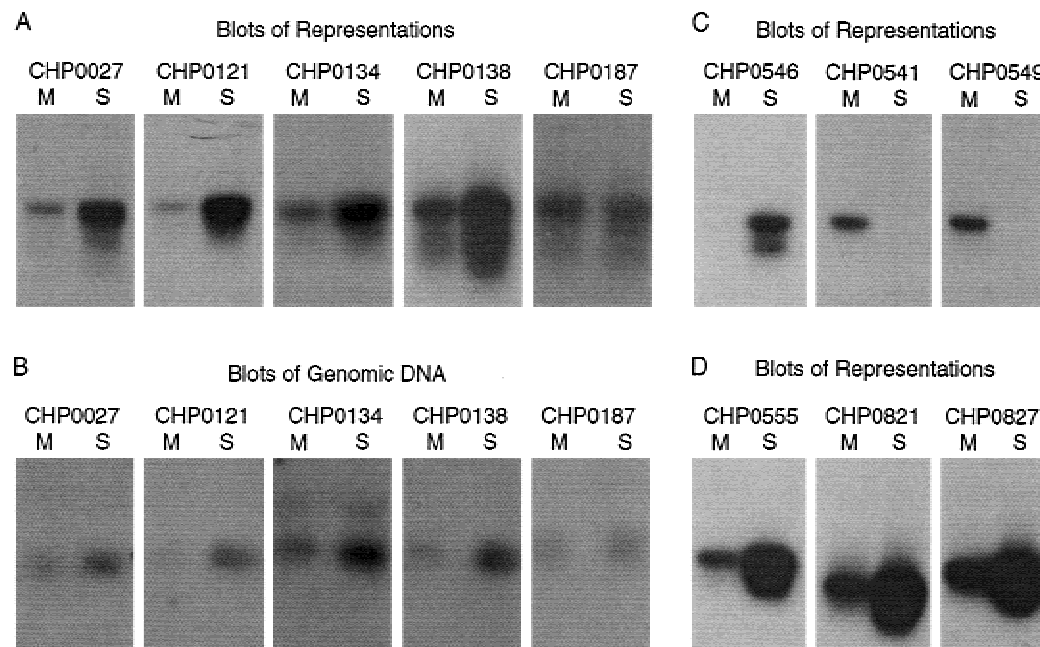 A
Blots of Representations
CHP0027 CHP0121 CHP0134 CHP0138 CHP0187
M S M S M S M S M S
C
Blots of Representations
CHP0546 CHP0541 CHP0549
M S M S M S
B
Blots of Genomic DNA
CHP0027 CHP0121 CHP0134 CHP0138 CHP0187
M S M S M S M S M S
D
Blots of Representations
CHP0555 CHP0821 CHP0827
M S M S M S